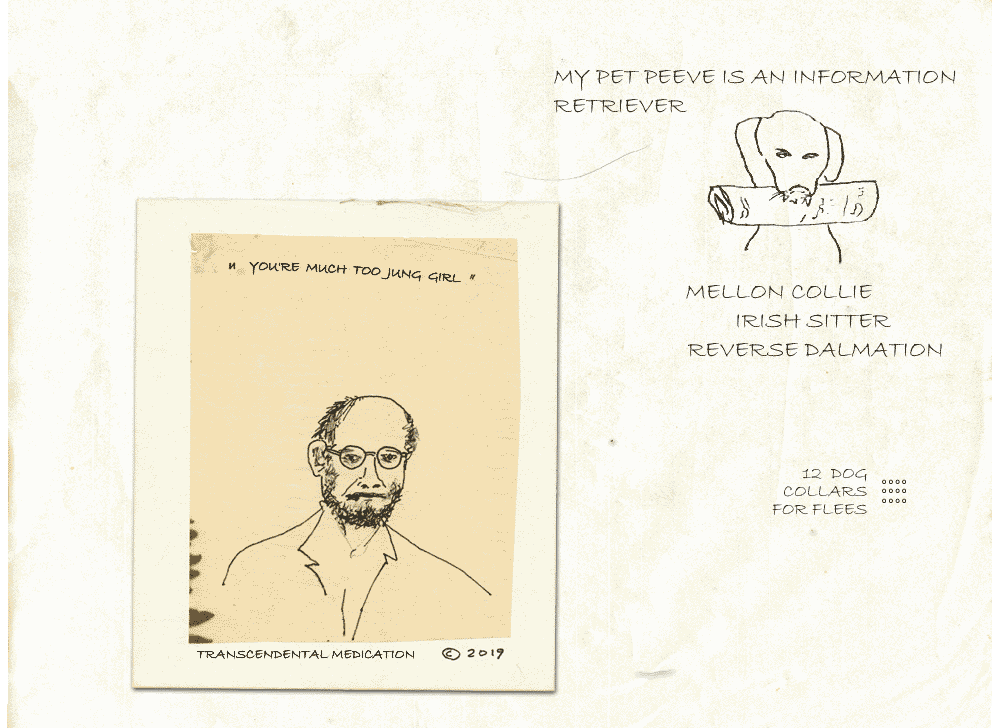 MY PET PEEVE IS AN INFORMATION
RETRIEVER
MELLON COLLIE
IRISH SITTER
REVERSE DALMATION
12 DOG
COLLARS
FOR FLEES
" YOU'RE MUCH TOO JUNG GIRL "
TRANSCENDENTAL MEDICATION © 2019